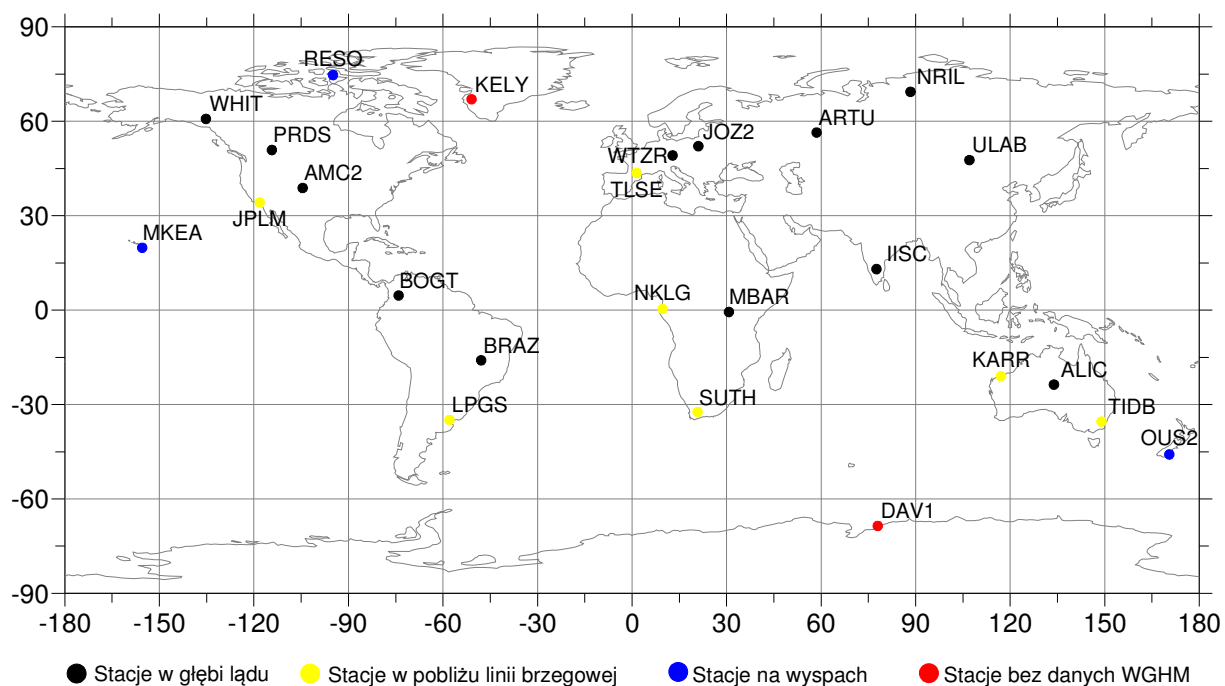 90
60
30
0
-30
-60
-90
-180 -150 -120 -90 -60 -30 0 30 60 90 120 150 180
RESO
KELY
NRIL
WHIT
ARTU
PRDS
JOZ2
ULAB
WTZR
AMC2
TLSE
JPLM
MKEA
IISC
BOGT
NKLG
MBAR
BRAZ
KARR
ALIC
LPGS
SUTH
TIDB
OUS2
DAV1
Stacje w głębi lądu
Stacje w pobliżu linii brzegowej
Stacje na wyspach
Stacje bez danych WGHM